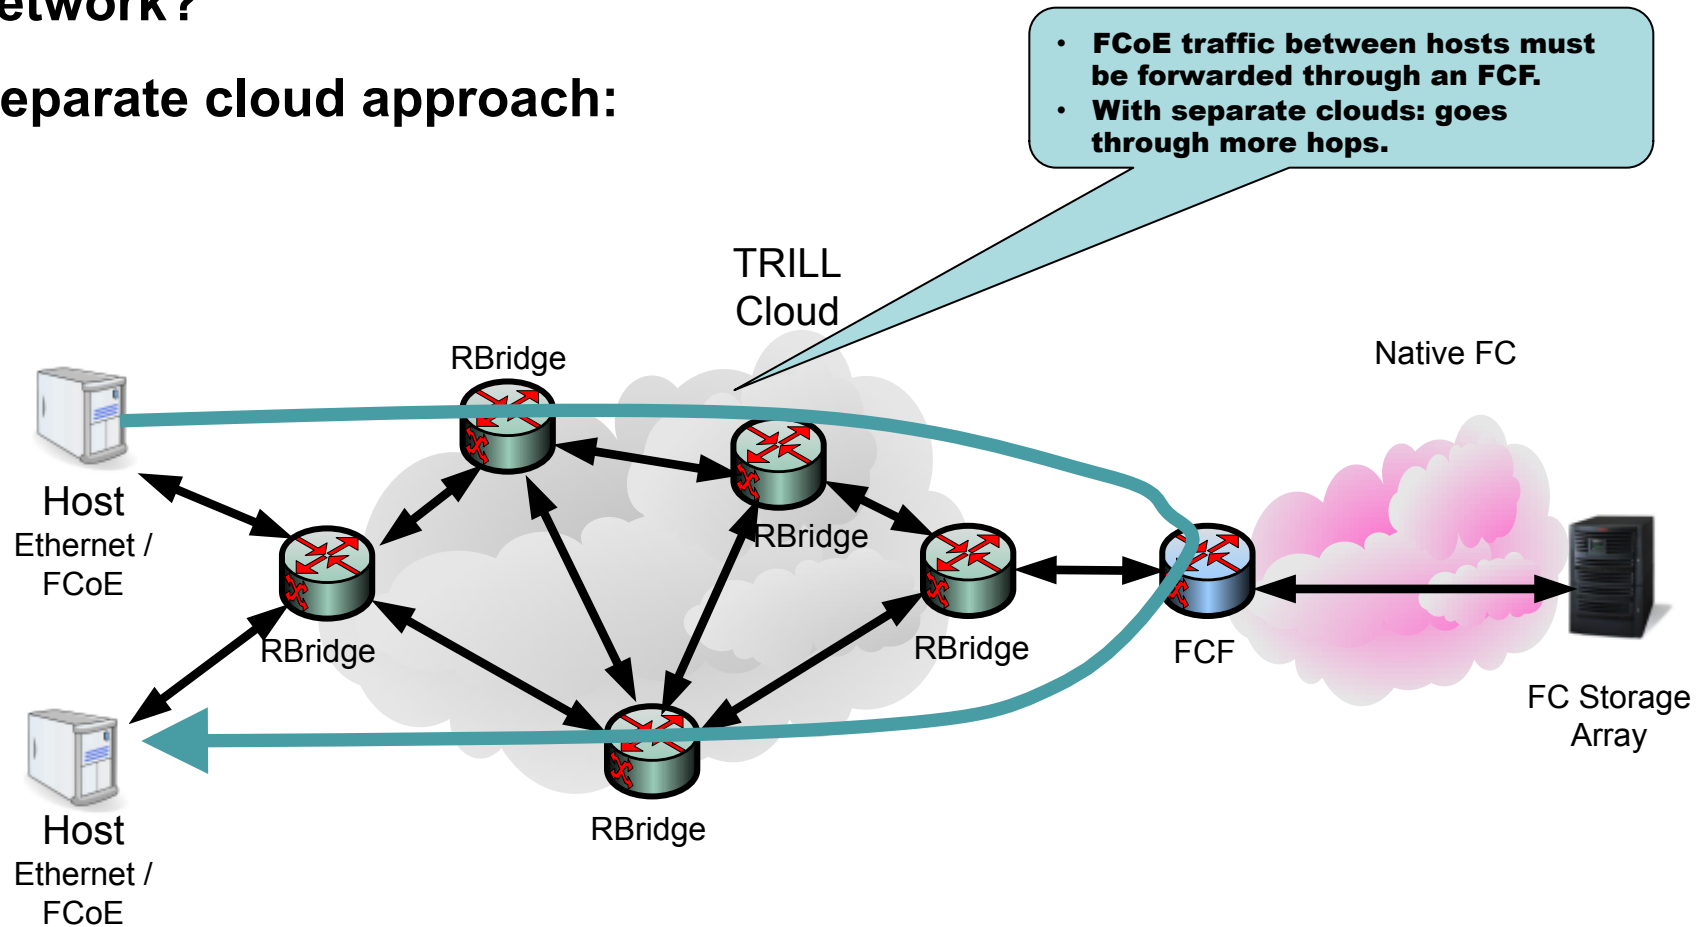 etwork?
eparate cloud approach:
• FCoE traffic between hosts must
be forwarded through an FCF.
• With separate clouds: goes
through more hops.
TRILL
Cloud
RBridge
Native FC
Host
Ethernet /
FCoE
RBridge
RBridge
RBridge
FCF
FC Storage
Array
Host
Ethernet /
FCoE
RBridge